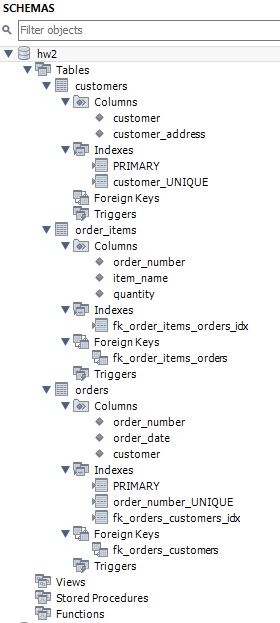 SCHEMAS
Filter objects
hw2
Tables
customers
Columns
customer
customer_address
Indexes
PRIMARY
customer_UNIQUE
Foreign Keys
Triggers
order_items
Columns
order_number
item_name
quantity
Indexes
fk_order_items_orders_idx
Foreign Keys
fk_order_items_orders
Triggers
orders
Columns
order_number
order_date
customer
Indexes
PRIMARY
order_number_UNIQUE
fk_orders_customers_idx
Foreign Keys
fk_orders_customers
Triggers
Views
Stored Procedures
Functions